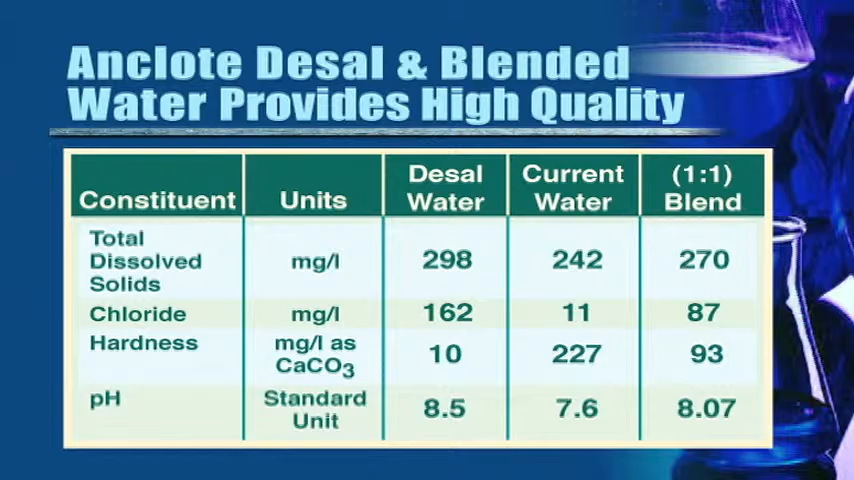 Anclote Desal & Blended
Water Provides High Quality
Constituent Units Desal Water Current Water (1:1) Blend
Total Dissolved Solids mg/l 298 242 270
Chloride mg/l 162 11 87
Hardness mg/l as CaCO3 10 227 93
pH Standard Unit 8.5 7.6 8.07